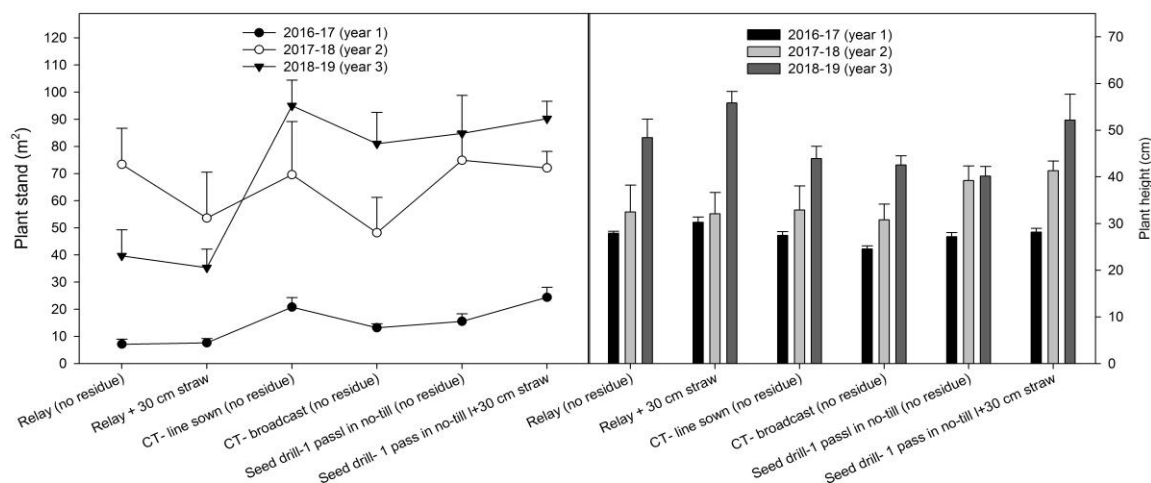 2016-17 (year 1)
2017-18 (year 2)
2018-19 (year 3)
120
110
100
90
80
70
60
50
40
30
20
10
0
Plant stand (m²)
Relay (no residue)
Relay + 30 cm straw
CT- line sown (no residue)
CT- broadcast (no residue)
Seed drill-1 passl in no-till (no residue)
Seed drill- 1 pass in no-till l+30 cm straw
2016-17 (year 1)
2017-18 (year 2)
2018-19 (year 3)
70
60
50
40
30
20
10
0
Plant height (cm)
Relay (no residue)
Relay + 30 cm straw
CT- line sown (no residue)
CT- broadcast (no residue)
Seed drill-1 passl in no-till (no residue)
Seed drill- 1 pass in no-till l+30 cm straw